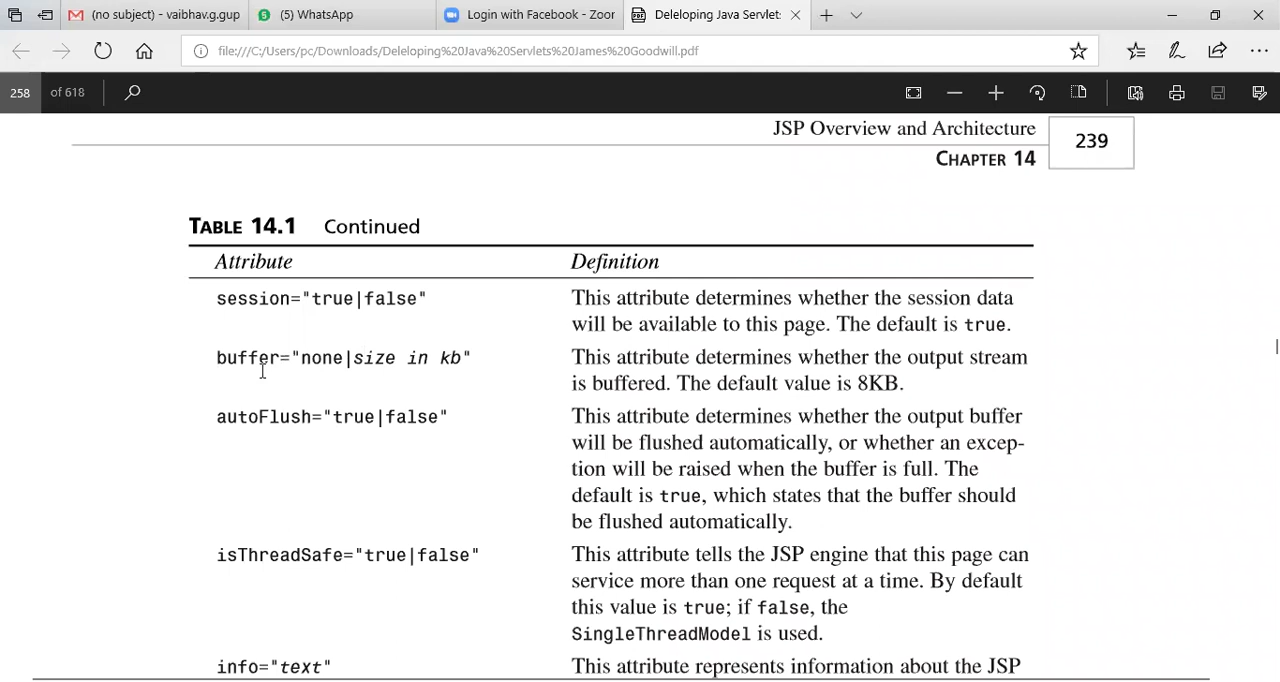 (no subject) - vaibhav.g.gup
(5) WhatsApp
Login with Facebook - Zoor
Deleloping Java Servlet:
file:///C:/Users/pc/Downloads/Deleloping%20Java%20Servlets%20James%20Goodwill.pdf
258 of 618
JSP Overview and Architecture
CHAPTER 14
239
TABLE 14.1 Continued
Attribute Definition
session="true|false" This attribute determines whether the session data
will be available to this page. The default is true.
buffer="none|size in kb" This attribute determines whether the output stream
is buffered. The default value is 8KB.
autoFlush="true|false" This attribute determines whether the output buffer
will be flushed automatically, or whether an excep-
tion will be raised when the buffer is full. The
default is true, which states that the buffer should
be flushed automatically.
isThreadSafe="true|false" This attribute tells the JSP engine that this page can
service more than one request at a time. By default
this value is true; if false, the
SingleThreadModel is used.
info="text" This attribute represents information about the JSP